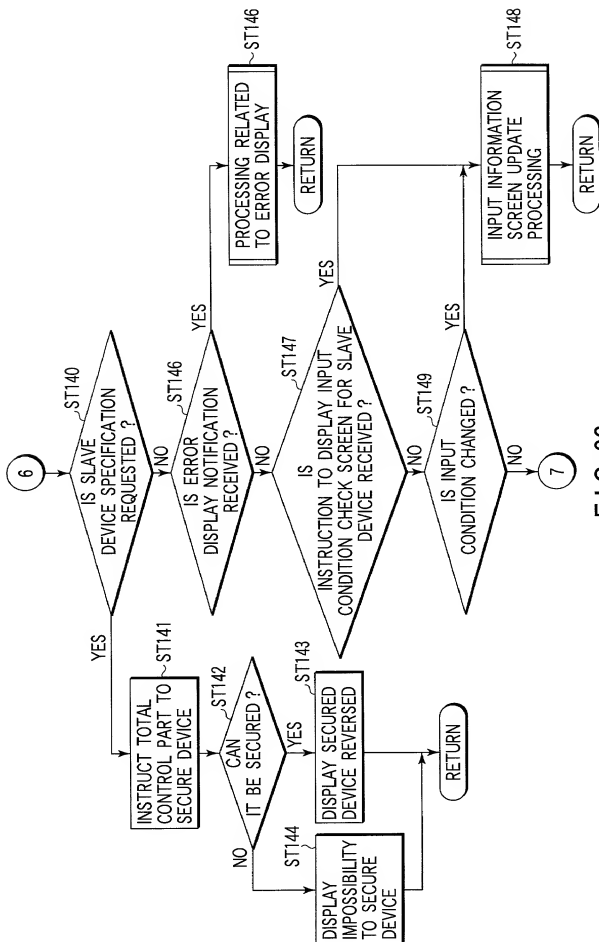 6
ST140
IS SLAVE
DEVICE SPECIFICATION
REQUESTED ?
YES
NO
INSTRUCT TOTAL
CONTROL PART TO
SECURE DEVICE
ST141
ST142
CAN
IT BE SECURED ?
NO
YES
ST144
DISPLAY
IMPOSSIBILITY
TO SECURE
DEVICE
ST143
DISPLAY SECURED
DEVICE REVERSED
RETURN
ST146
IS ERROR
DISPLAY NOTIFICATION
RECEIVED ?
YES
NO
ST146
PROCESSING RELATED
TO ERROR DISPLAY
RETURN
ST147
IS
INSTRUCTION TO DISPLAY INPUT
CONDITION CHECK SCREEN FOR SLAVE
DEVICE RECEIVED ?
YES
NO
ST149
IS INPUT
CONDITION CHANGED ?
YES
NO
ST148
INPUT INFORMATION
SCREEN UPDATE
PROCESSING
RETURN
7